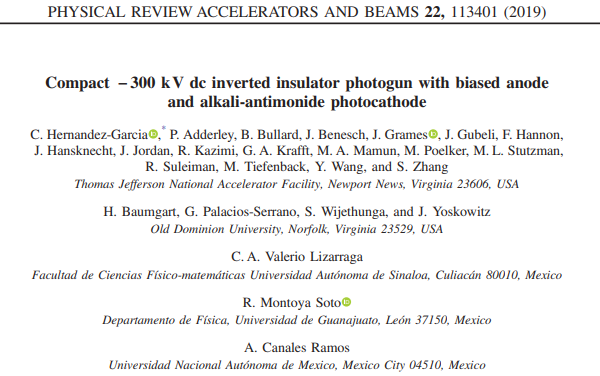 PHYSICAL REVIEW ACCELERATORS AND BEAMS 22, 113401 (2019)
Compact −300 kV dc inverted insulator photogun with biased anode
and alkali-antimonide photocathode
C. Hernandez-Garcia,* P. Adderley, B. Bullard, J. Benesch, J. Grames, J. Gubeli, F. Hannon,
J. Hansknecht, J. Jordan, R. Kazimi, G. A. Krafft, M. A. Mamun, M. Poelker, M. L. Stutzman,
R. Suleiman, M. Tiefenback, Y. Wang, and S. Zhang
Thomas Jefferson National Accelerator Facility, Newport News, Virginia 23606, USA
H. Baumgart, G. Palacios-Serrano, S. Wijethunga, and J. Yoskowitz
Old Dominion University, Norfolk, Virginia 23529, USA
C. A. Valerio Lizarraga
Facultad de Ciencias Físico-matemáticas Universidad Autónoma de Sinaloa, Culiacán 80010, Mexico
R. Montoya Soto
Departamento de Física, Universidad de Guanajuato, León 37150, Mexico
A. Canales Ramos
Universidad Nacional Autónoma de Mexico, Mexico City 04510, Mexico